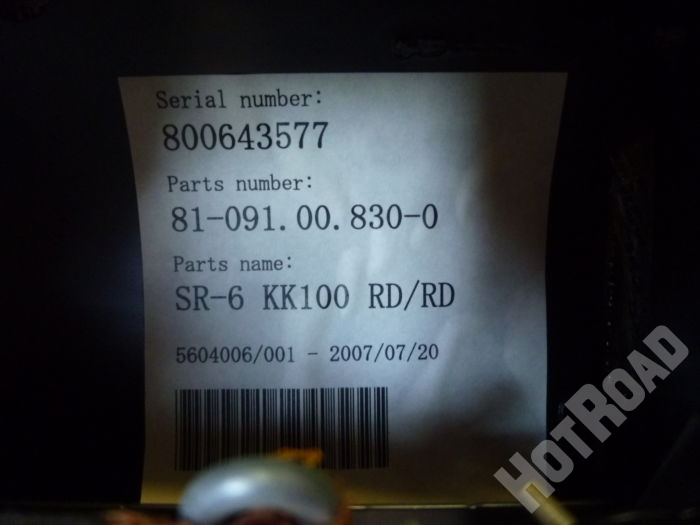 Serial number:
800643577
Parts number:
81-091.00.830-0
Parts name:
SR-6 KK100 RD/RD
5604006/001 - 2007/07/20
HOTROAD